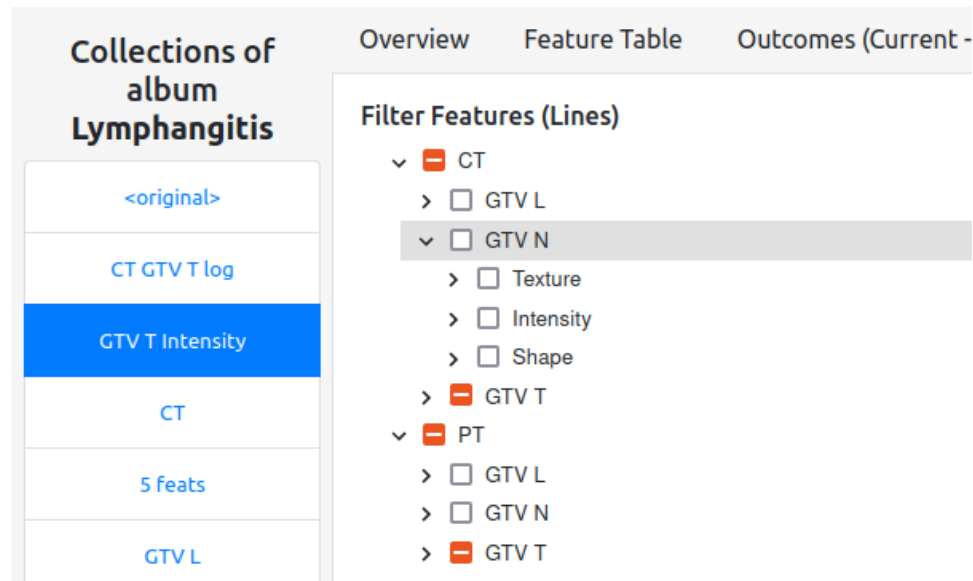 Collections of
album
Lymphangitis
<original>
CT GTV T log
GTV T Intensity
CT
5 feats
GTV L
Overview Feature Table Outcomes (Current -
Filter Features (Lines)
CT
GTV L
GTV N
Texture
Intensity
Shape
GTV T
PT
GTV L
GTV N
GTV T